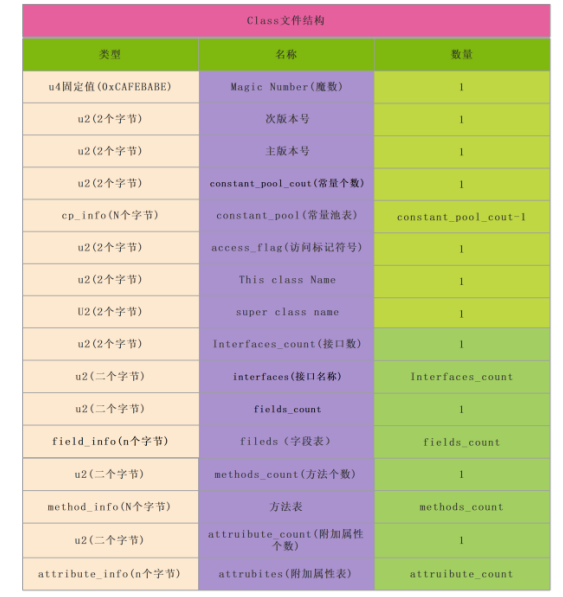 Class文件结构
类型 名称 数量
u4固定值(0xCAFEBABE) Magic Number(魔数) 1
u2(2个字节) 次版本号 1
u2(2个字节) 主版本号 1
u2(2个字节) constant_pool_cout(常量个数) 1
cp_info(N个字节) constant_pool(常量池表) constant_pool_cout-1
u2(2个字节) access_flag(访问标记符号) 1
u2(2个字节) This class Name 1
U2(2个字节) super class name 1
u2(2个字节) Interfaces_count(接口数) 1
u2(二个字节) interfaces(接口名称) Interfaces_count
u2(二个字节) fields_count 1
field_info(n个字节) fileds（字段表） fields_count
u2(二个字节) methods_count(方法个数) 1
method_info(N个字节) 方法表 methods_count
u2(二个字节) attruibute_count(附加属性 1
个数)
attribute_info(n个字节) attrubites(附加属性表) attruibute_count